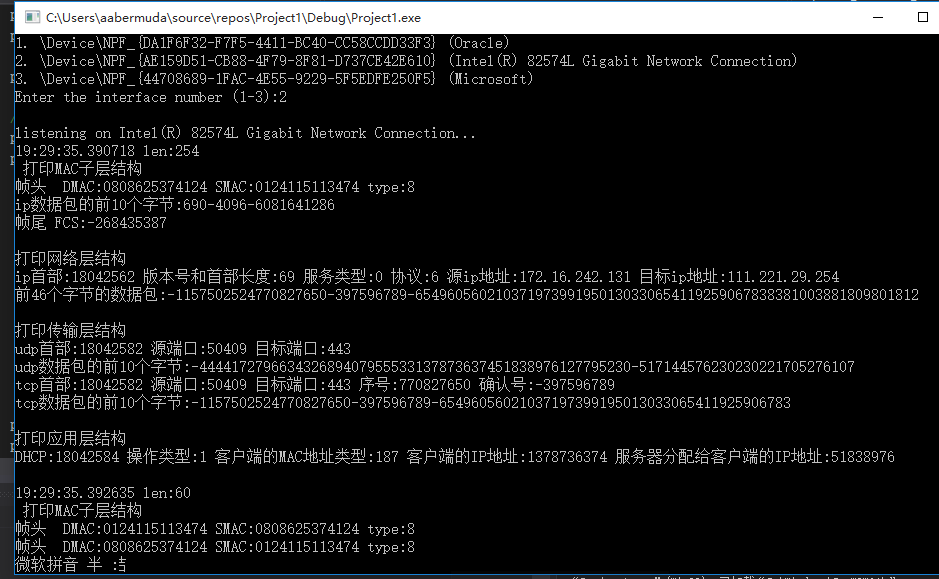 C:\Users\aabermuda\source\repos\Project1\Debug\Project1.exe
1. \Device\NPF_{DA1F6F32-F7F5-4411-BC40-CC58CCDD33F3} (Oracle)
2. \Device\NPF_{AE159D51-CB88-4F79-8F81-D737CE42E610} (Intel(R) 82574L Gigabit Network Connection)
3. \Device\NPF_{44708689-1FAC-4E55-9229-5F5EDFE250F5} (Microsoft)
Enter the interface number (1-3):2
listening on Intel(R) 82574L Gigabit Network Connection...
19:29:35.390718 len:254
打印MAC子层结构
帧头  DMAC:0808625374124 SMAC:0124115113474 type:8
ip数据包的前10个字节:690-4096-6081641286
帧尾 FCS:-268435387
打印网络层结构
ip首部:18042562 版本号和首部长度:69 服务类型:0 协议:6 源ip地址:172.16.242.131 目标ip地址:111.221.29.254
前46个字节的数据包:-1157502524770827650-397596789-654960560210371973991950130330654119259067838381003881809801812
打印传输层结构
udp首部:18042582 源端口:50409 目标端口:443
udp数据包的前10个字节:-44441727966343268940795553313787363745183897612779523​0-517144576230230221705276107
tcp首部:18042582 源端口:50409 目标端口:443 序号:770827650 确认号:-397596789
tcp数据包的前10个字节:-1157502524770827650-397596789-65496056021037197399195013033065411925906783
打印应用层结构
DHCP:18042584 操作类型:1 客户端的MAC地址类型:187 客户端的IP地址:1378736374 服务器分配给客户端的IP地址:51838976
19:29:35.392635 len:60
打印MAC子层结构
帧头  DMAC:0124115113474 SMAC:0808625374124 type:8
帧头  DMAC:0808625374124 SMAC:0124115113474 type:8
微软拼音 半 :